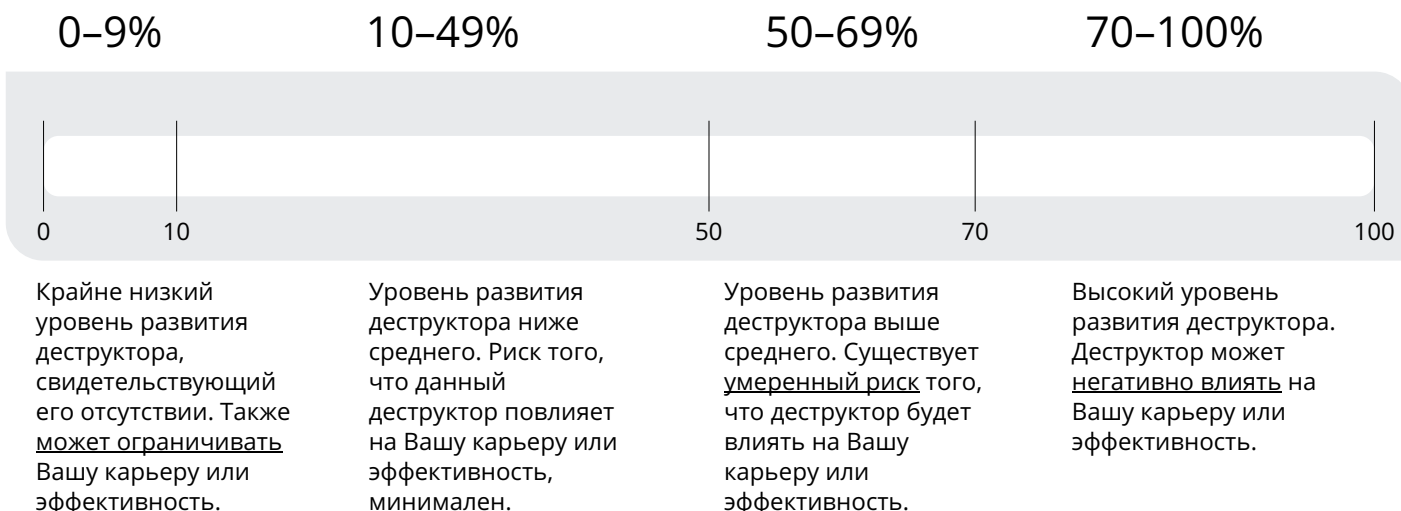 0–9%
10–49%
50–69%
70–100%
0
10
50
70
100
Крайне низкий
уровень развития
деструктора,
свидетельствующий
его отсутствии. Также
может ограничивать
Вашу карьеру или
эффективность.
Уровень развития
деструктора ниже
среднего. Риск того,
что данный
деструктор повлияет
на Вашу карьеру или
эффективность,
минимален.
Уровень развития
деструктора выше
среднего. Существует
умеренный риск того,
что деструктор будет
влиять на Вашу
карьеру или
эффективность.
Высокий уровень
развития деструктора.
Деструктор может
негативно влиять на
Вашу карьеру или
эффективность.